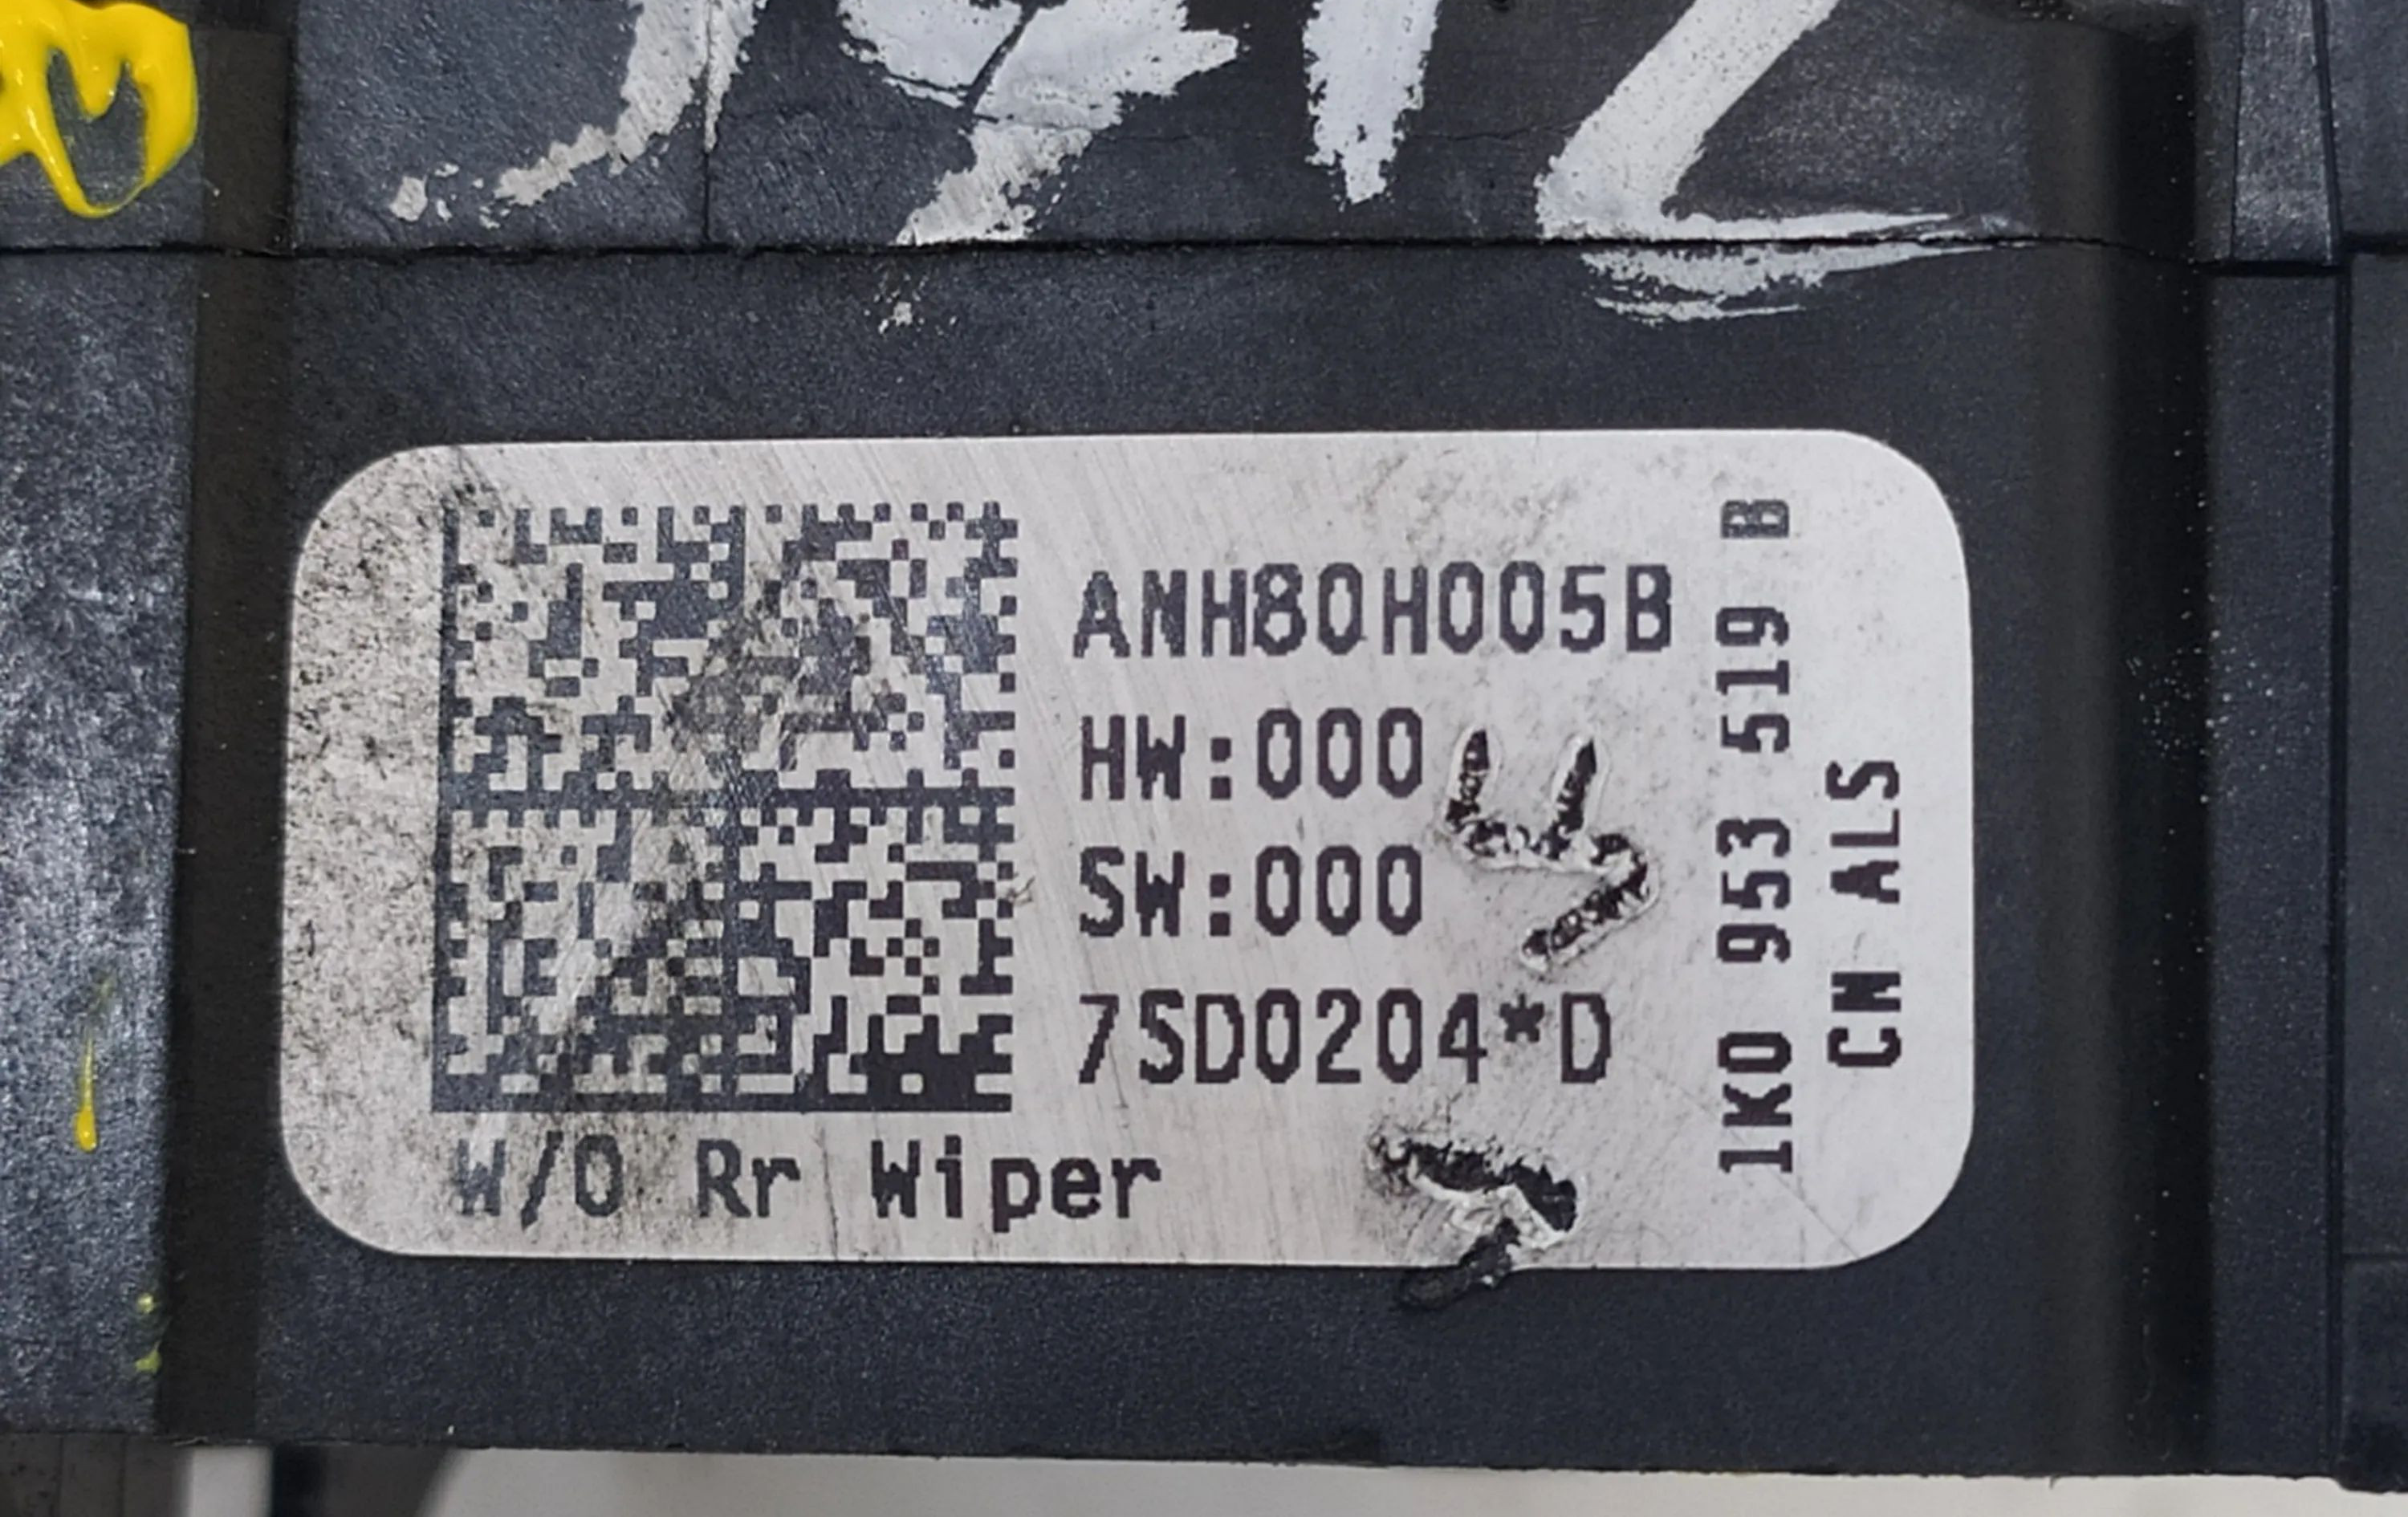 ANH80H005B
HW:000
SW:000
7SD0204*D
W/O Rr Wiper
1K0 953 519 B
CN ALS